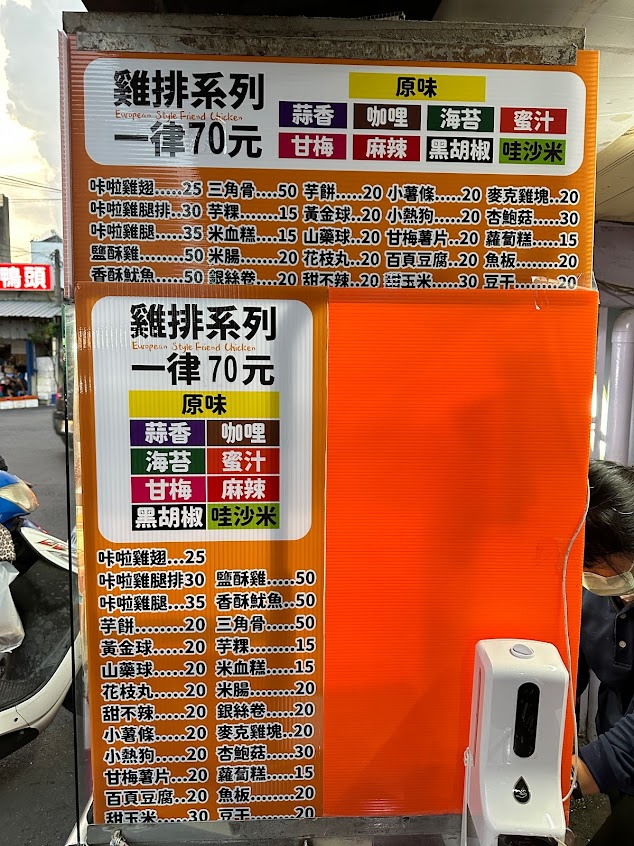 雞排系列
European Style Friend Chicken
一律70元
原味
蒜香 咖哩 海苔 蜜汁
甘梅 麻辣 黑胡椒 哇沙米
咔啦雞翅.....25 三角骨.....50 芋餅.......20 小薯條.....20 麥克雞塊..20
咔啦雞腿排..30 芋粿........15 黃金球..20 小熱狗.....20 杏鮑菇....30
咔啦雞腿.....35 米血糕.....15 山藥球..20 甘梅薯片..20 蘿蔔糕.....15
鹽酥雞........50 米腸........20 花枝丸..20 百頁豆腐..20 魚板........20
香酥魷魚.....50 銀絲卷.....20 甜不辣..20 甜玉米.....30 豆干........20
鴨頭
雞排系列
European Style Friend Chicken
一律70元
原味
蒜香 咖哩
海苔 蜜汁
甘梅 麻辣
黑胡椒 哇沙米
咔啦雞翅...25
咔啦雞腿排30 鹽酥雞.....50
咔啦雞腿...35 香酥魷魚..50
芋餅........20 三角骨.....50
黃金球.....20 芋粿........15
山藥球.....20 米血糕.....15
花枝丸.....20 米腸........20
甜不辣.....20 銀絲卷.....20
小薯條.....20 麥克雞塊..20
小熱狗.....20 杏鮑菇.....30
甘梅薯片...20 蘿蔔糕.....15
百頁豆腐..20 魚板........20
甜玉米.....30 豆干........20